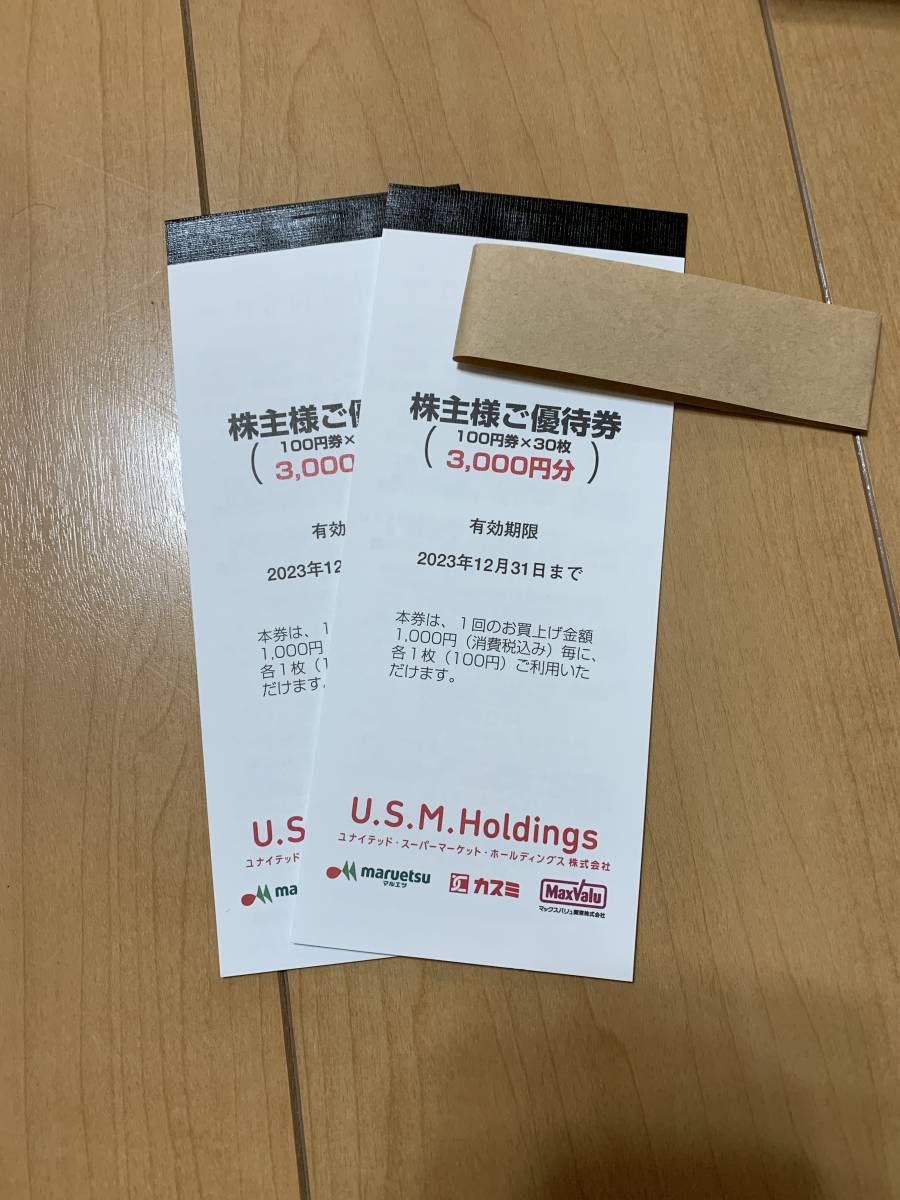 株主様ご優
100円券×
(3,000
有効
2023年12
本券は、1
1,000円
各1枚(1
だけます。
U.S
ユナイテッド・
ma
株主様ご優待券
100円券×30枚
(3,000円分)
有効期限
2023年12月31日まで
本券は、1回のお買上げ金額
1,000円(消費税込み)毎に、
各1枚(100円)ご利用いた
だけます。
U.S.M.Holdings
ユナイテッド・スーパーマーケット・ホールディングス 株式会社
maruetsu
マルエツ
カスミ
MaxValu
マックスバリュ関東株式会社